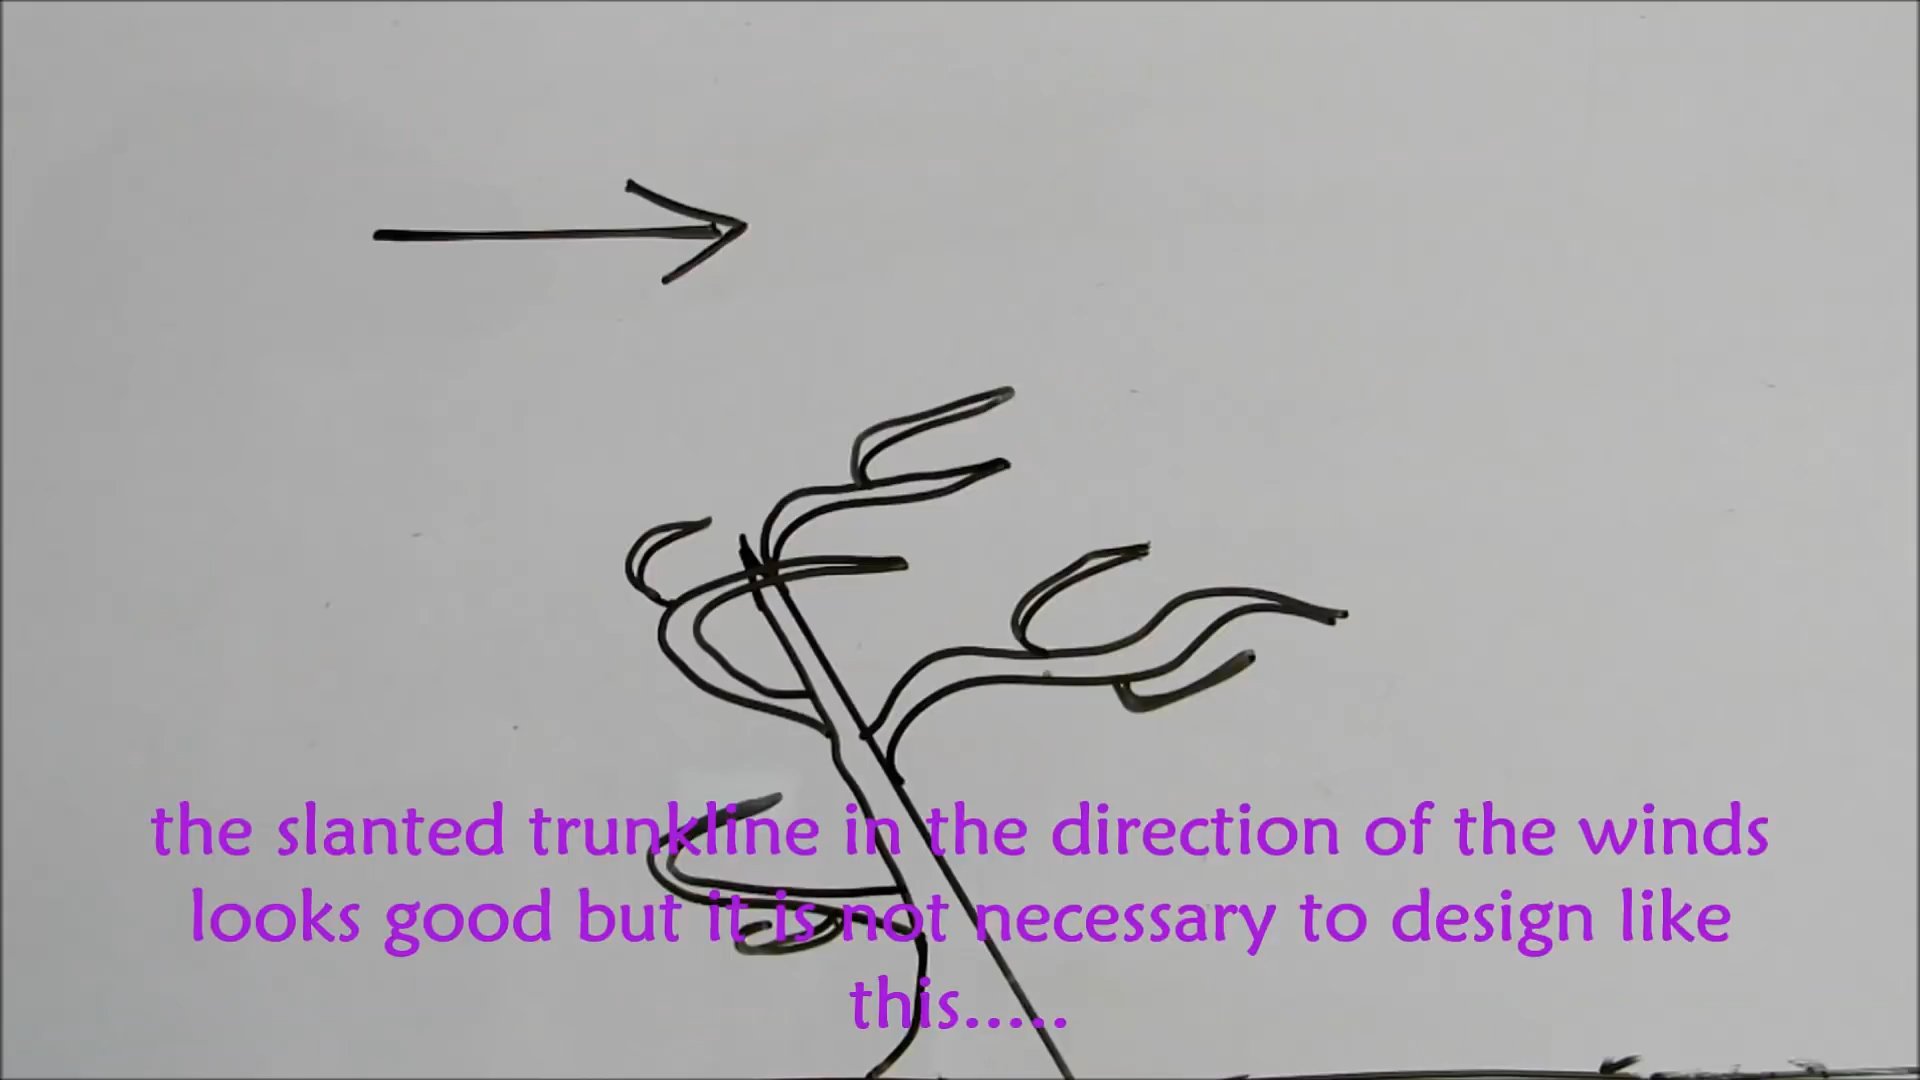 the slanted trunkline in the direction of the winds
looks good but it is not necessary to design like
this.....